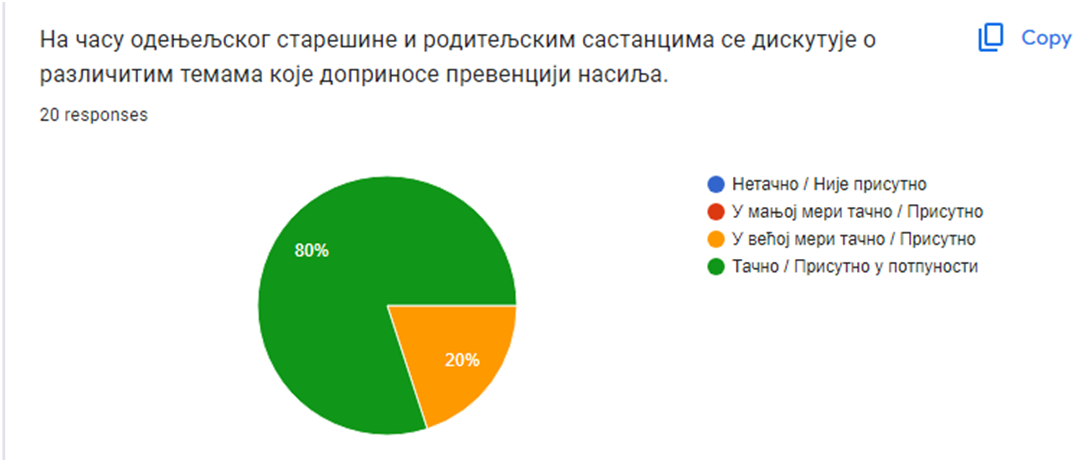 На часу одењељског старешине и родитељским састанцима се дискутује о
различитим темама које доприносе превенцији насиља.
Copy
20 responses
80%
20%
Нетачно / Није присутно
У мањој мери тачно / Присутно
У већој мери тачно / Присутно
Тачно / Присутно у потпуности